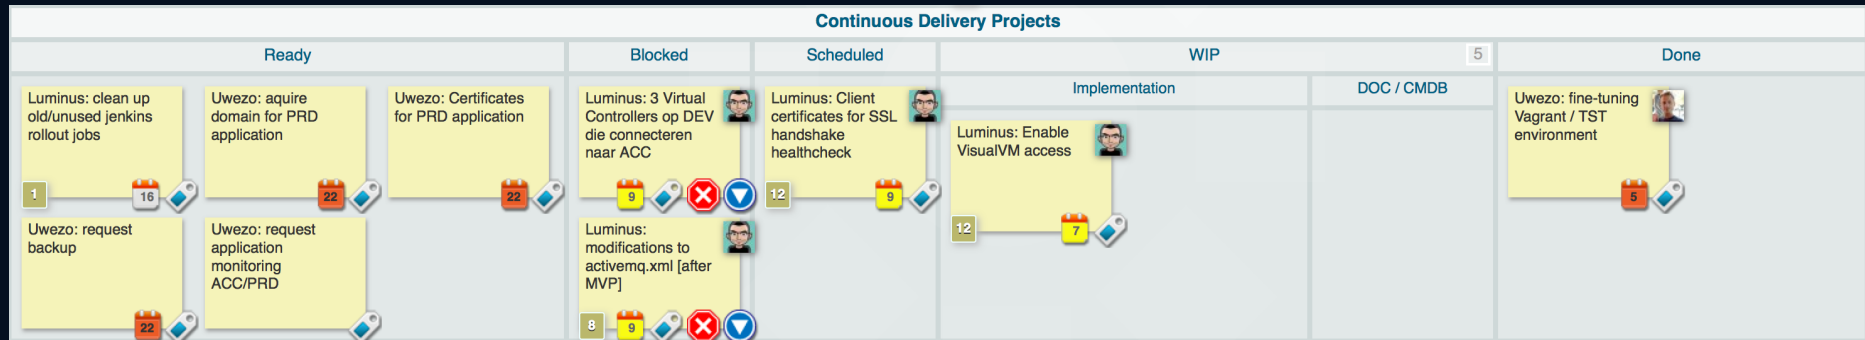 Continuous Delivery Projects
Ready
Blocked
Scheduled
WIP
5
Done
Implementation
DOC / CMDB
Luminus: clean up
old/unused jenkins
rollout jobs
1
16
Uwezo: aquire
domain for PRD
application
22
Uwezo: Certificates
for PRD application
22
Uwezo: request
backup
22
Uwezo: request
application
monitoring
ACC/PRD
Luminus: 3 Virtual
Controllers op DEV
die connecteren
naar ACC
9
Luminus:
modifications to
activemq.xml [after
MVP]
8
9
Luminus: Client
certificates for SSL
handshake
healthcheck
12
9
Luminus: Enable
VisualVM access
12
7
Uwezo: fine-tuning
Vagrant / TST
environment
5